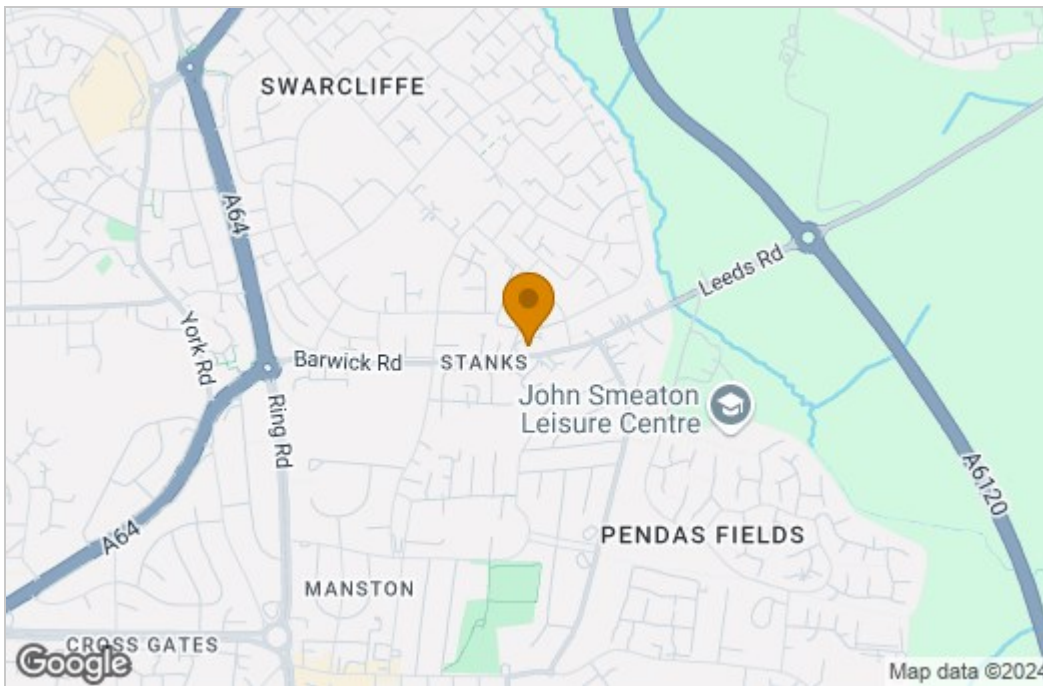 SWARCLIFFE
A64
Leeds Rd
York Rd
Barwick Rd
STANKS
John Smeaton
Leisure Centre
Ring Rd
A6120
A64
PENDAS FIELDS
MANSTON
CROSS GATES
Google
Map data ©2024